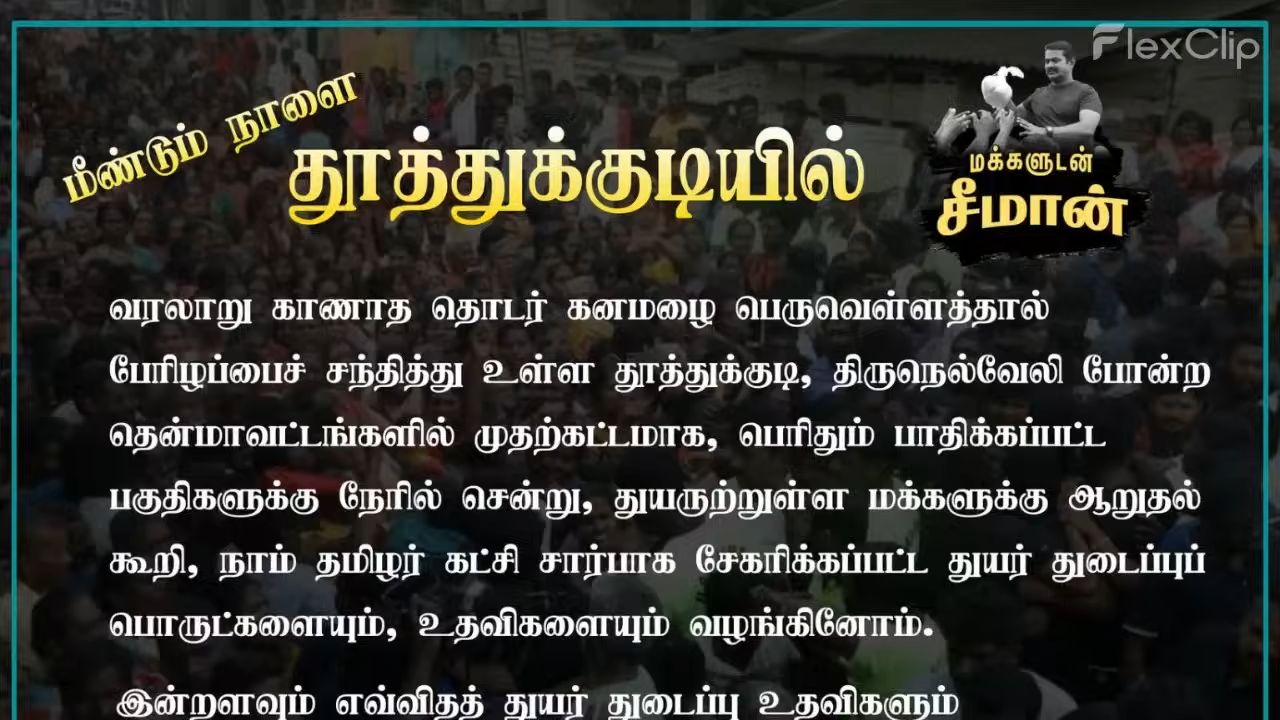 FlexClip
மீண்டும் நாளை
தூத்துக்குடியில்
மக்களுடன்
சீமான்
வரலாறு காணாத தொடர் கனமழை பெருவெள்ளத்தால்
பேரிழப்பைச் சந்தித்து உள்ள தூத்துக்குடி, திருநெல்வேலி போன்ற
தென்மாவட்டங்களில் முதற்கட்டமாக, பெரிதும் பாதிக்கப்பட்ட
பகுதிகளுக்கு நேரில் சென்று, துயருற்றுள்ள மக்களுக்கு ஆறுதல்
கூறி, நாம் தமிழர் கட்சி சார்பாக சேகரிக்கப்பட்ட துயர் துடைப்புப்
பொருட்களையும், உதவிகளையும் வழங்கினோம்.
இன்றளவும் எவ்விதத் துயர் துடைப்பு உதவிகளும்